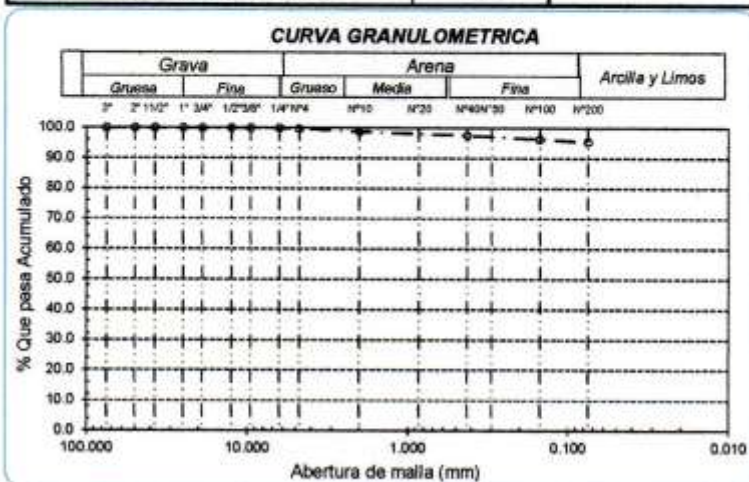 CURVA GRANULOMETRICA
Grava Arena Arcilla y Limos
Gruesa Fina Grueso Media Fina
3" 2" 11/2" 1" 3/4" 1/2"3/8" 1/4"Nº4 Nº10 Nº20 Nº40Nº50 Nº100 Nº200
% Que pasa Acumulado
100.0
90.0
80.0
70.0
60.0
50.0
40.0
30.0
20.0
10.0
0.0
100.000 10.000 1.000 0.100 0.010
Abertura de malla (mm)